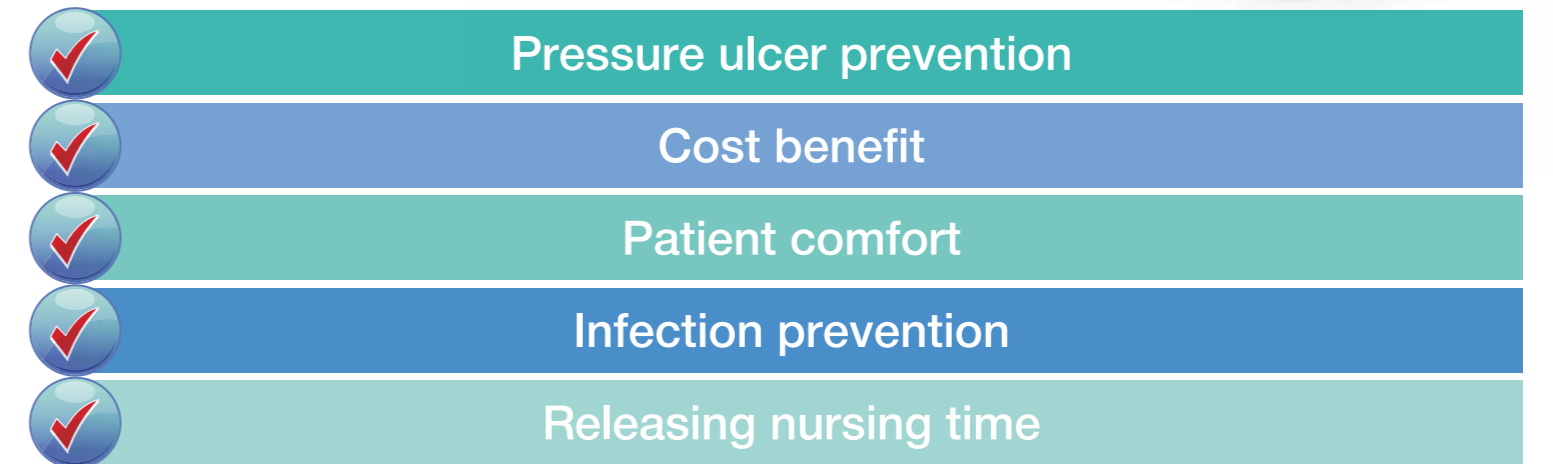 Pressure ulcer prevention
Cost benefit
Patient comfort
Infection prevention
Releasing nursing time